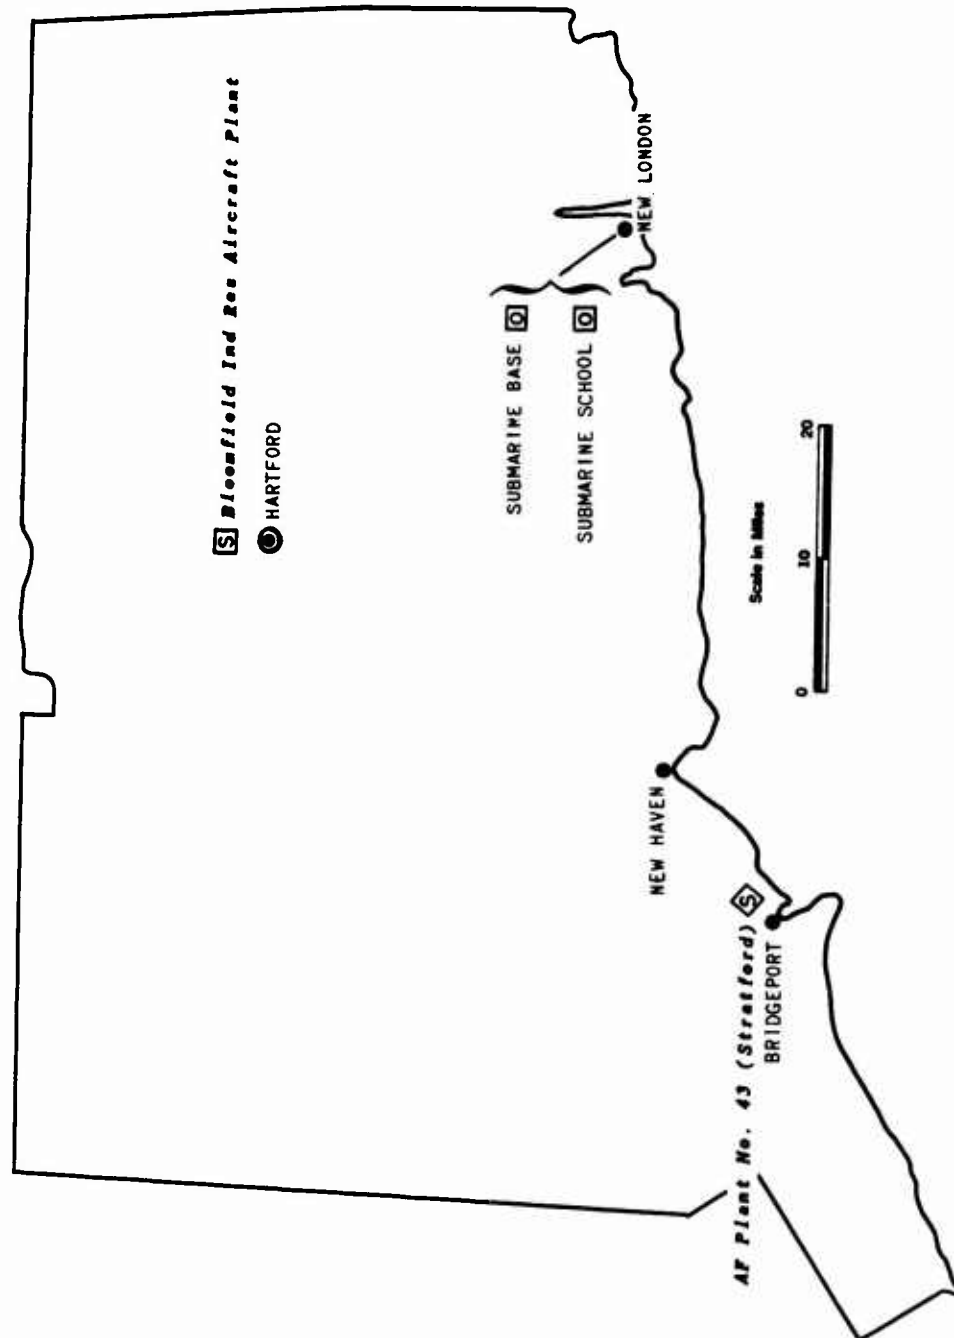 S Bloomfield Ind Res Aircraft Plant
HARTFORD
SUBMARINE BASE O
SUBMARINE SCHOOL O
NEW LONDON
NEW HAVEN
AF Plant No. 43 (Stratford) S
BRIDGEPORT
Scale in Miles
0 10 20